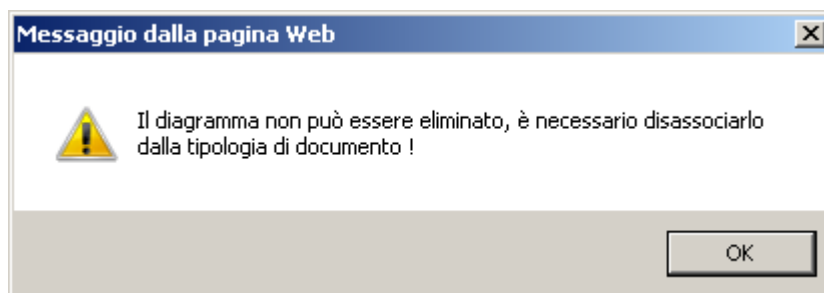 Messaggio dalla pagina Web
Il diagramma non può essere eliminato, è necessario disassociarlo
dalla tipologia di documento !
OK